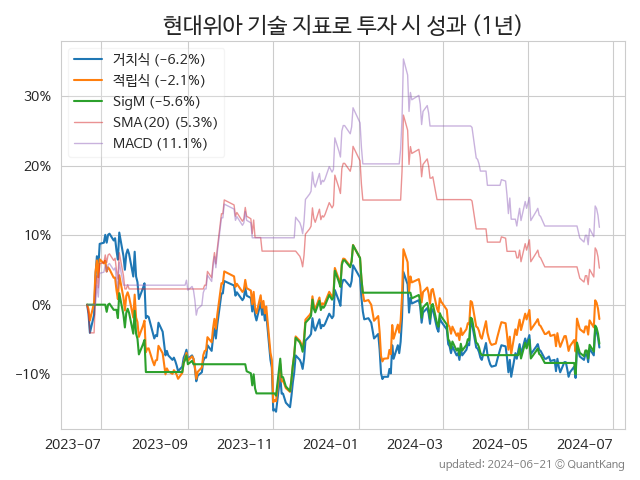 현대위아 기술 지표로 투자 시 성과 (1년)
거치식 (−6.2%)
적립식 (−2.1%)
SigM (−5.6%)
SMA(20) (5.3%)
MACD (11.1%)
30%
20%
10%
0%
−10%
2023-07 2023-09 2023-11 2024-01 2024-03 2024-05 2024-07
updated: 2024-06-21 © QuantKang